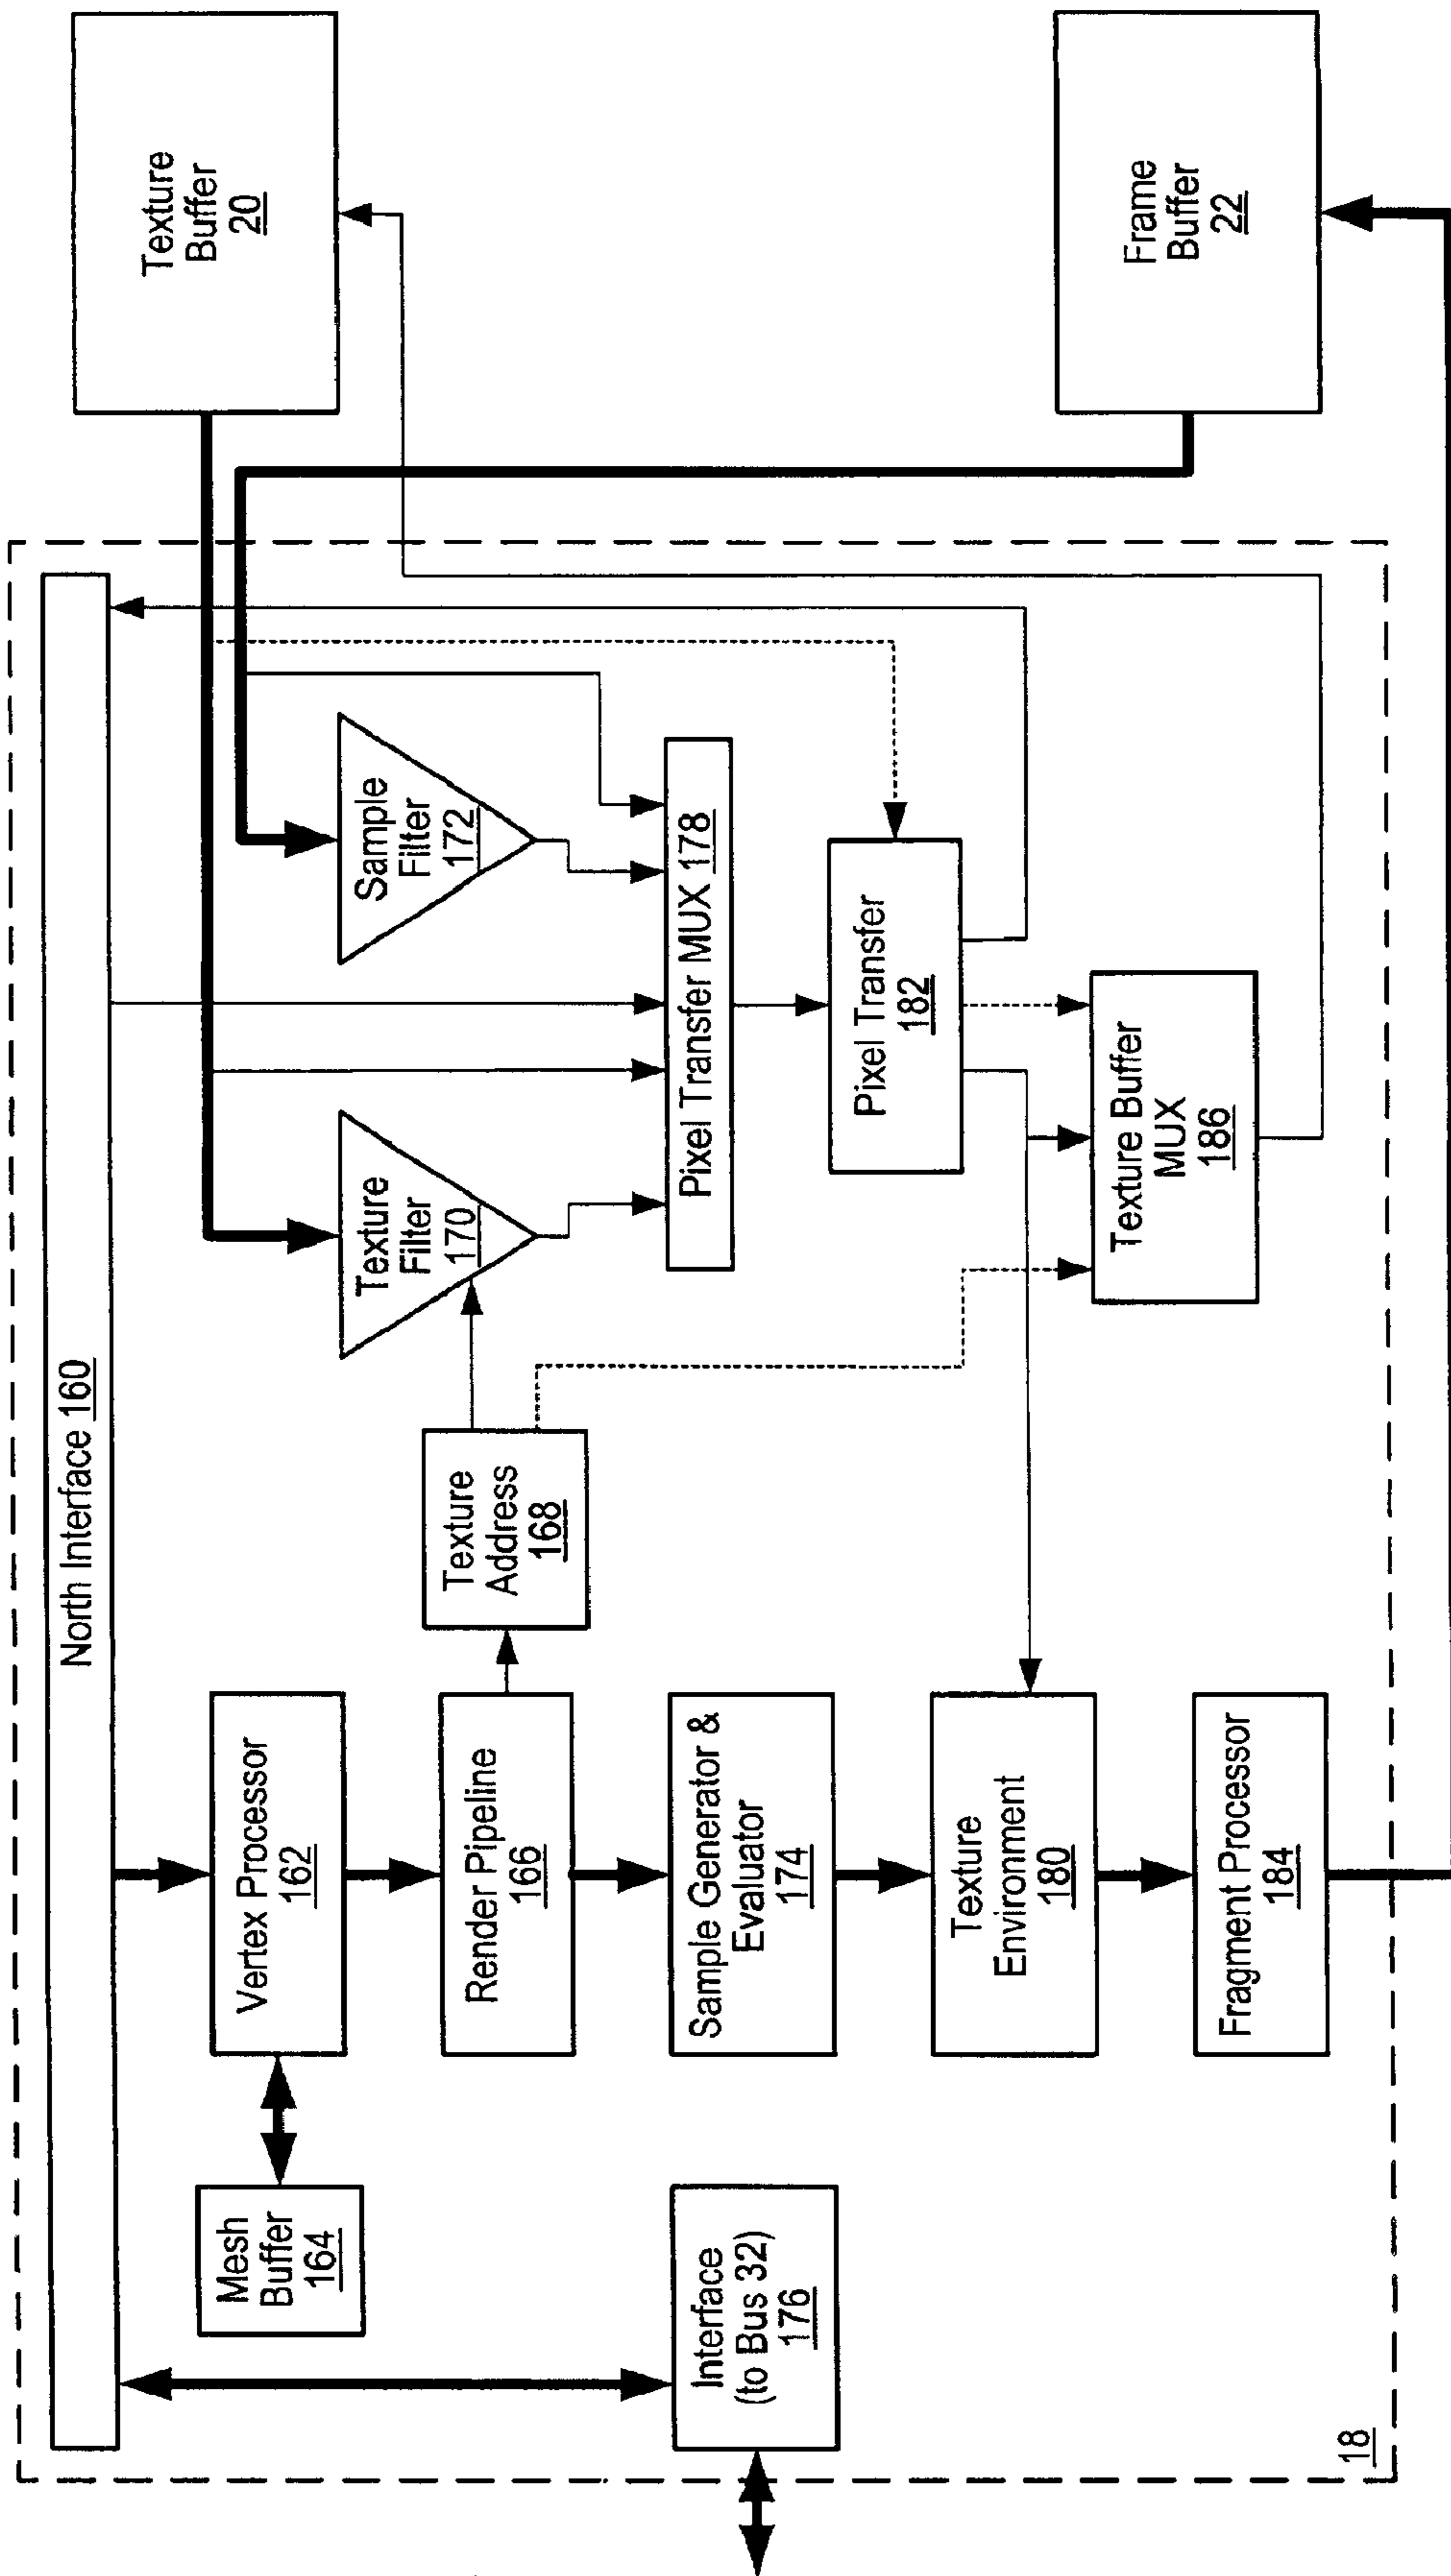 North Interface 160
Mesh
Buffer
164
Vertex Processor
162
Texture
Buffer
20
Render Pipeline
166
Texture
Address
168
Texture
Filter
170
Sample
Filter
172
Interface
(to Bus 32)
176
Sample Generator &
Evaluator
174
Pixel Transfer MUX 178
Pixel Transfer
182
Texture
Environment
180
Texture Buffer
MUX
186
Frame
Buffer
22
Fragment Processor
184
18